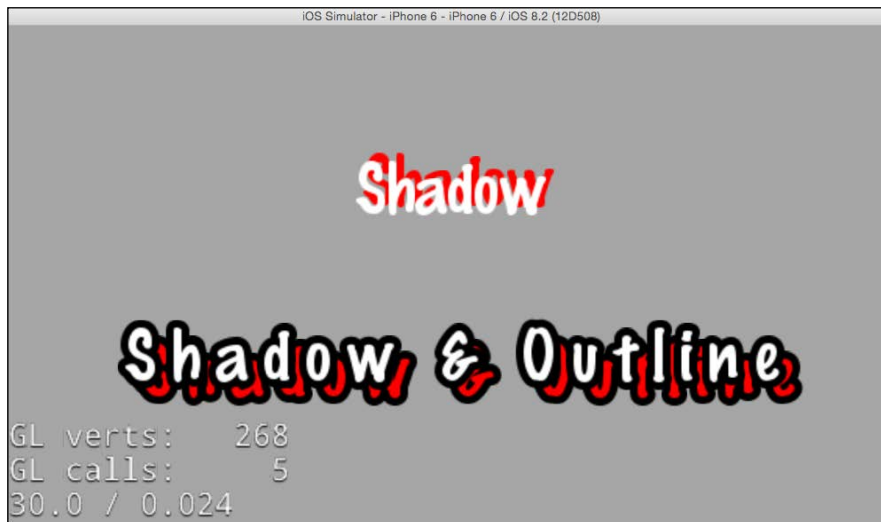 iOS Simulator - iPhone 6 - iPhone 6 / iOS 8.2 (12D508)
Shadow
Shadow & Outline
GL verts: 268
GL calls: 5
30.0 / 0.024